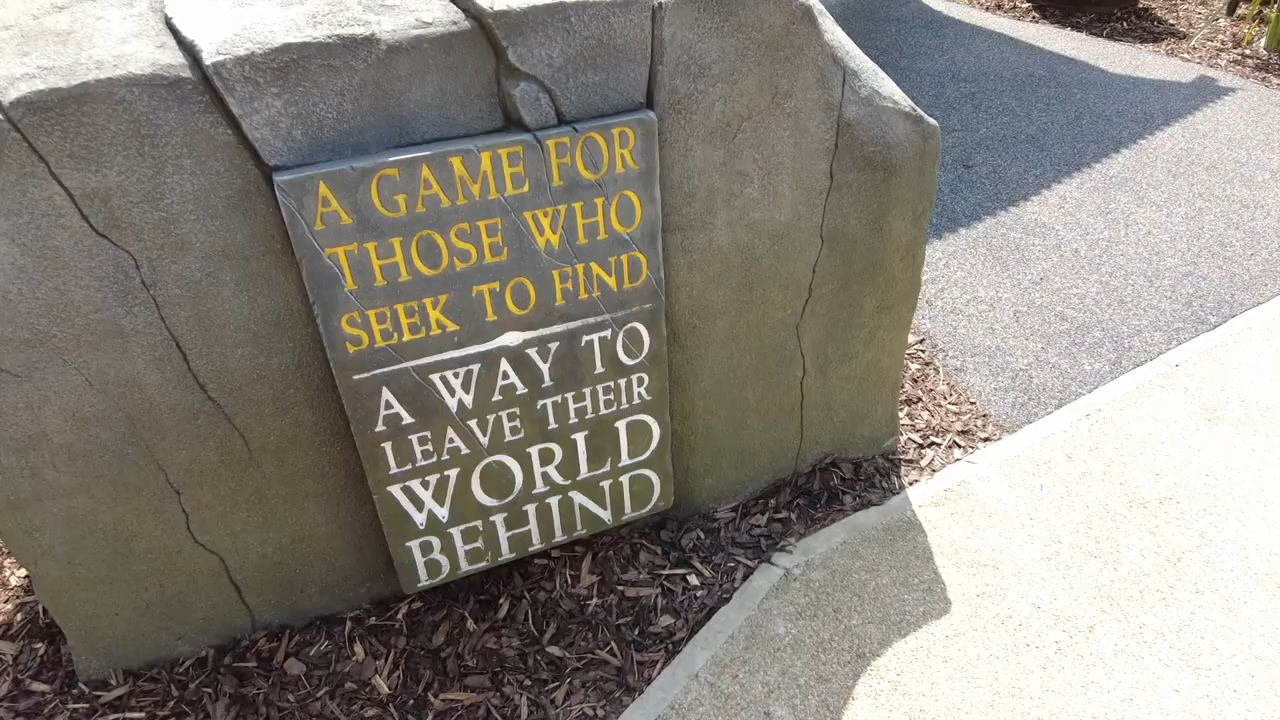 A GAME FOR
THOSE WHO
SEEK TO FIND
A WAY TO
LEAVE THEIR
WORLD
BEHIND